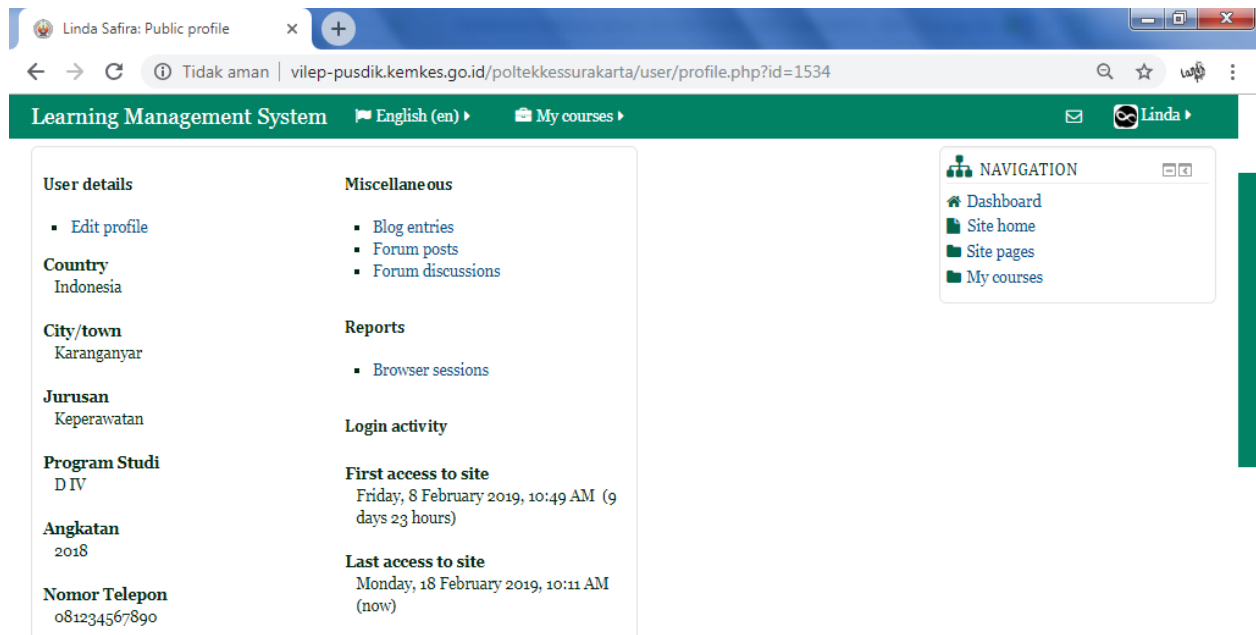 Linda Safira: Public profile
Tidak aman | vilep-pusdik.kemkes.go.id/poltekkessurakarta/user/profile.php?id=1534
Learning Management System English (en) My courses Linda
User details
Edit profile
Country
Indonesia
City/town
Karanganyar
Jurusan
Keperawatan
Program Studi
D IV
Angkatan
2018
Nomor Telepon
081234567890
Miscellaneous
Blog entries
Forum posts
Forum discussions
Reports
Browser sessions
Login activity
First access to site
Friday, 8 February 2019, 10:49 AM (9
days 23 hours)
Last access to site
Monday, 18 February 2019, 10:11 AM
(now)
NAVIGATION
Dashboard
Site home
Site pages
My courses